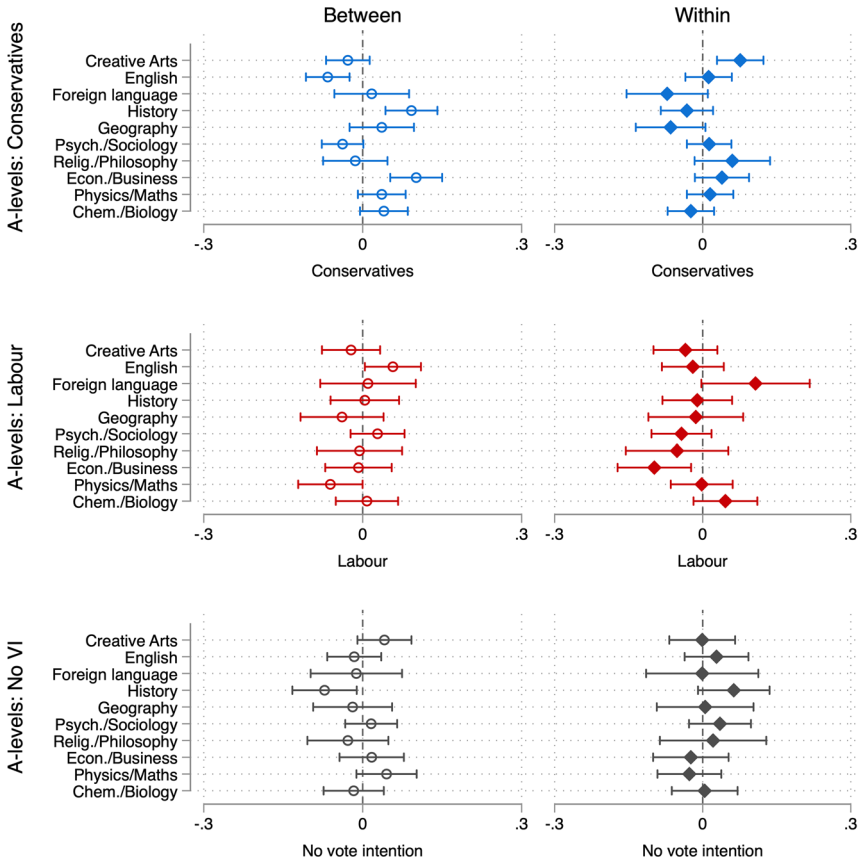 Between Within
A-levels: Conservatives
Creative Arts
English
Foreign language
History
Geography
Psych./Sociology
Relig./Philosophy
Econ./Business
Physics/Maths
Chem./Biology
-.3 0 .3 -.3 0 .3
Conservatives Conservatives
A-levels: Labour
Creative Arts
English
Foreign language
History
Geography
Psych./Sociology
Relig./Philosophy
Econ./Business
Physics/Maths
Chem./Biology
-.3 0 .3 -.3 0 .3
Labour Labour
A-levels: No VI
Creative Arts
English
Foreign language
History
Geography
Psych./Sociology
Relig./Philosophy
Econ./Business
Physics/Maths
Chem./Biology
-.3 0 .3 -.3 0 .3
No vote intention No vote intention